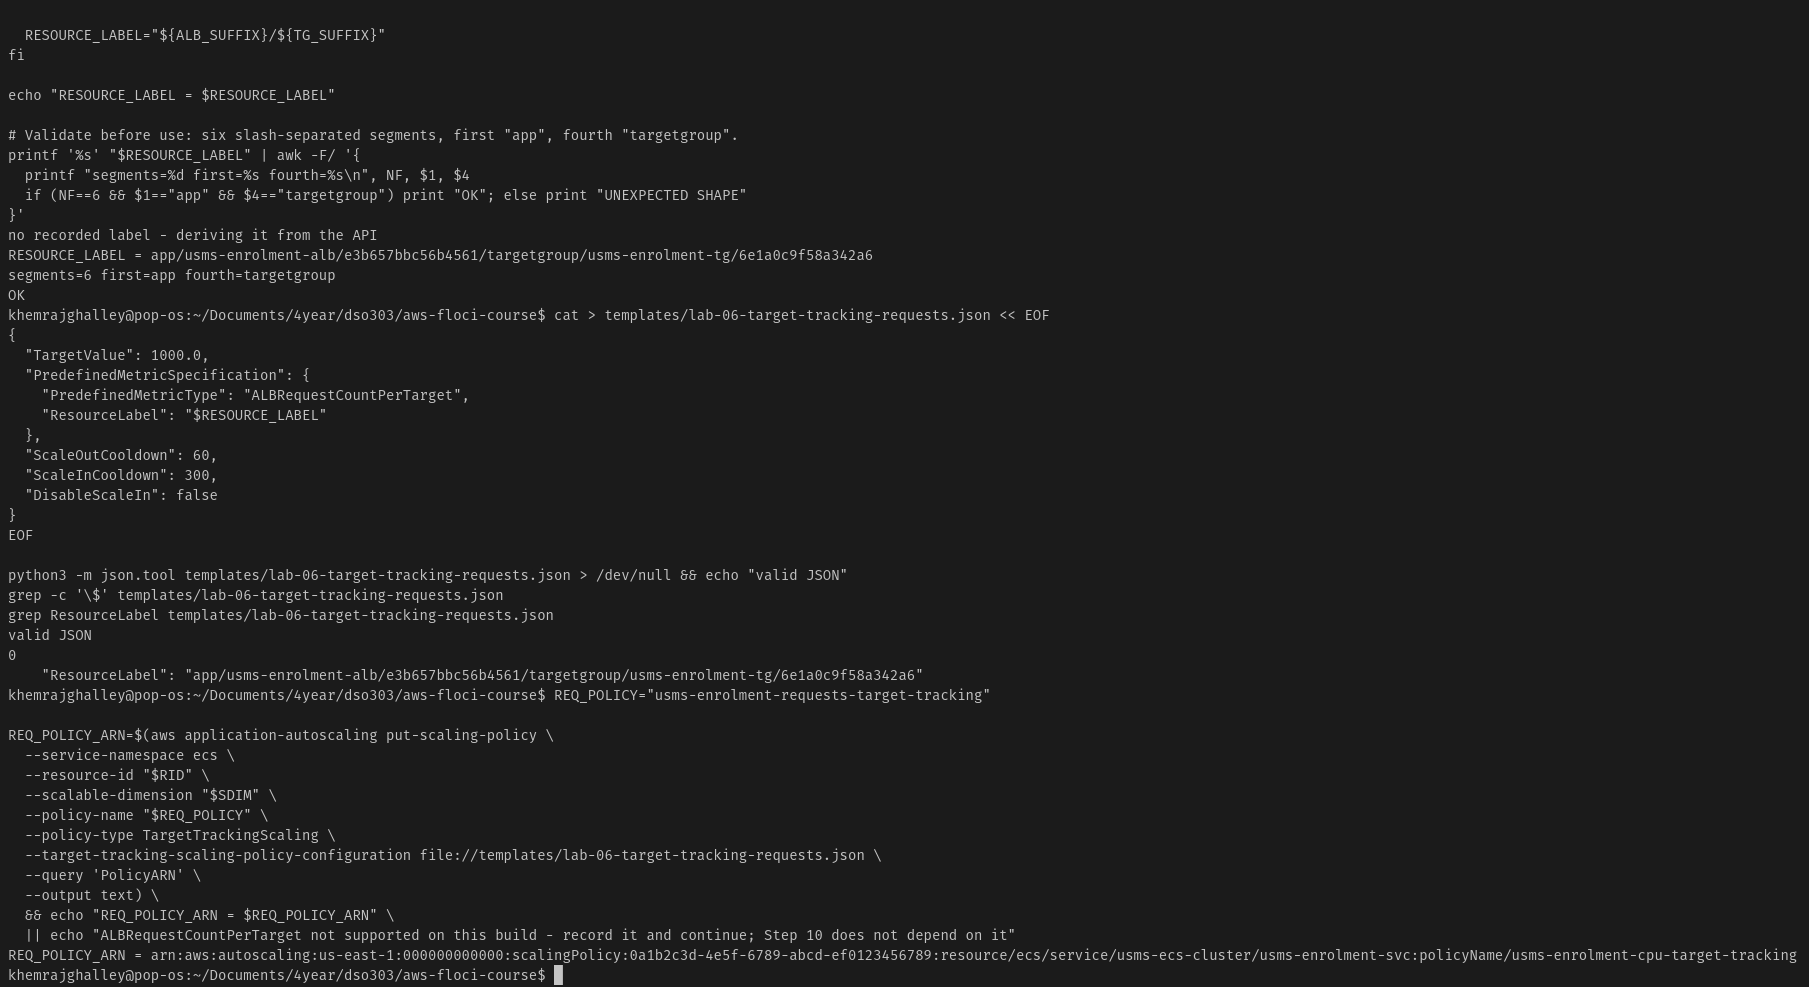 RESOURCE_LABEL="${ALB_SUFFIX}/${TG_SUFFIX}"
fi

echo "RESOURCE_LABEL = $RESOURCE_LABEL"

# Validate before use: six slash-separated segments, first "app", fourth "targetgroup".
printf '%s' "$RESOURCE_LABEL" | awk -F/ '{
  printf "segments=%d first=%s fourth=%s\n", NF, $1, $4
  if (NF==6 && $1=="app" && $4=="targetgroup") print "OK"; else print "UNEXPECTED SHAPE"
}'
no recorded label - deriving it from the API
RESOURCE_LABEL = app/usms-enrolment-alb/e3b657bbc56b4561/targetgroup/usms-enrolment-tg/6e1a0c9f58a342a6
segments=6 first=app fourth=targetgroup
OK
khemrajghalley@pop-os:~/Documents/4year/dso303/aws-floci-course$ cat > templates/lab-06-target-tracking-requests.json << EOF
{
  "TargetValue": 1000.0,
  "PredefinedMetricSpecification": {
    "PredefinedMetricType": "ALBRequestCountPerTarget",
    "ResourceLabel": "$RESOURCE_LABEL"
  },
  "ScaleOutCooldown": 60,
  "ScaleInCooldown": 300,
  "DisableScaleIn": false
}
EOF

python3 -m json.tool templates/lab-06-target-tracking-requests.json > /dev/null && echo "valid JSON"
grep -c '\$' templates/lab-06-target-tracking-requests.json
grep ResourceLabel templates/lab-06-target-tracking-requests.json
valid JSON
0
    "ResourceLabel": "app/usms-enrolment-alb/e3b657bbc56b4561/targetgroup/usms-enrolment-tg/6e1a0c9f58a342a6"
khemrajghalley@pop-os:~/Documents/4year/dso303/aws-floci-course$ REQ_POLICY="usms-enrolment-requests-target-tracking"

REQ_POLICY_ARN=$(aws application-autoscaling put-scaling-policy \
  --service-namespace ecs \
  --resource-id "$RID" \
  --scalable-dimension "$SDIM" \
  --policy-name "$REQ_POLICY" \
  --policy-type TargetTrackingScaling \
  --target-tracking-scaling-policy-configuration file://templates/lab-06-target-tracking-requests.json \
  --query 'PolicyARN' \
  --output text) \
  && echo "REQ_POLICY_ARN = $REQ_POLICY_ARN" \
  || echo "ALBRequestCountPerTarget not supported on this build - record it and continue; Step 10 does not depend on it"
REQ_POLICY_ARN = arn:aws:autoscaling:us-east-1:000000000000:scalingPolicy:0a1b2c3d-4e5f-6789-abcd-ef0123456789:resource/ecs/service/usms-ecs-cluster/usms-enrolment-svc:policyName/usms-enrolment-cpu-target-tracking
khemrajghalley@pop-os:~/Documents/4year/dso303/aws-floci-course$